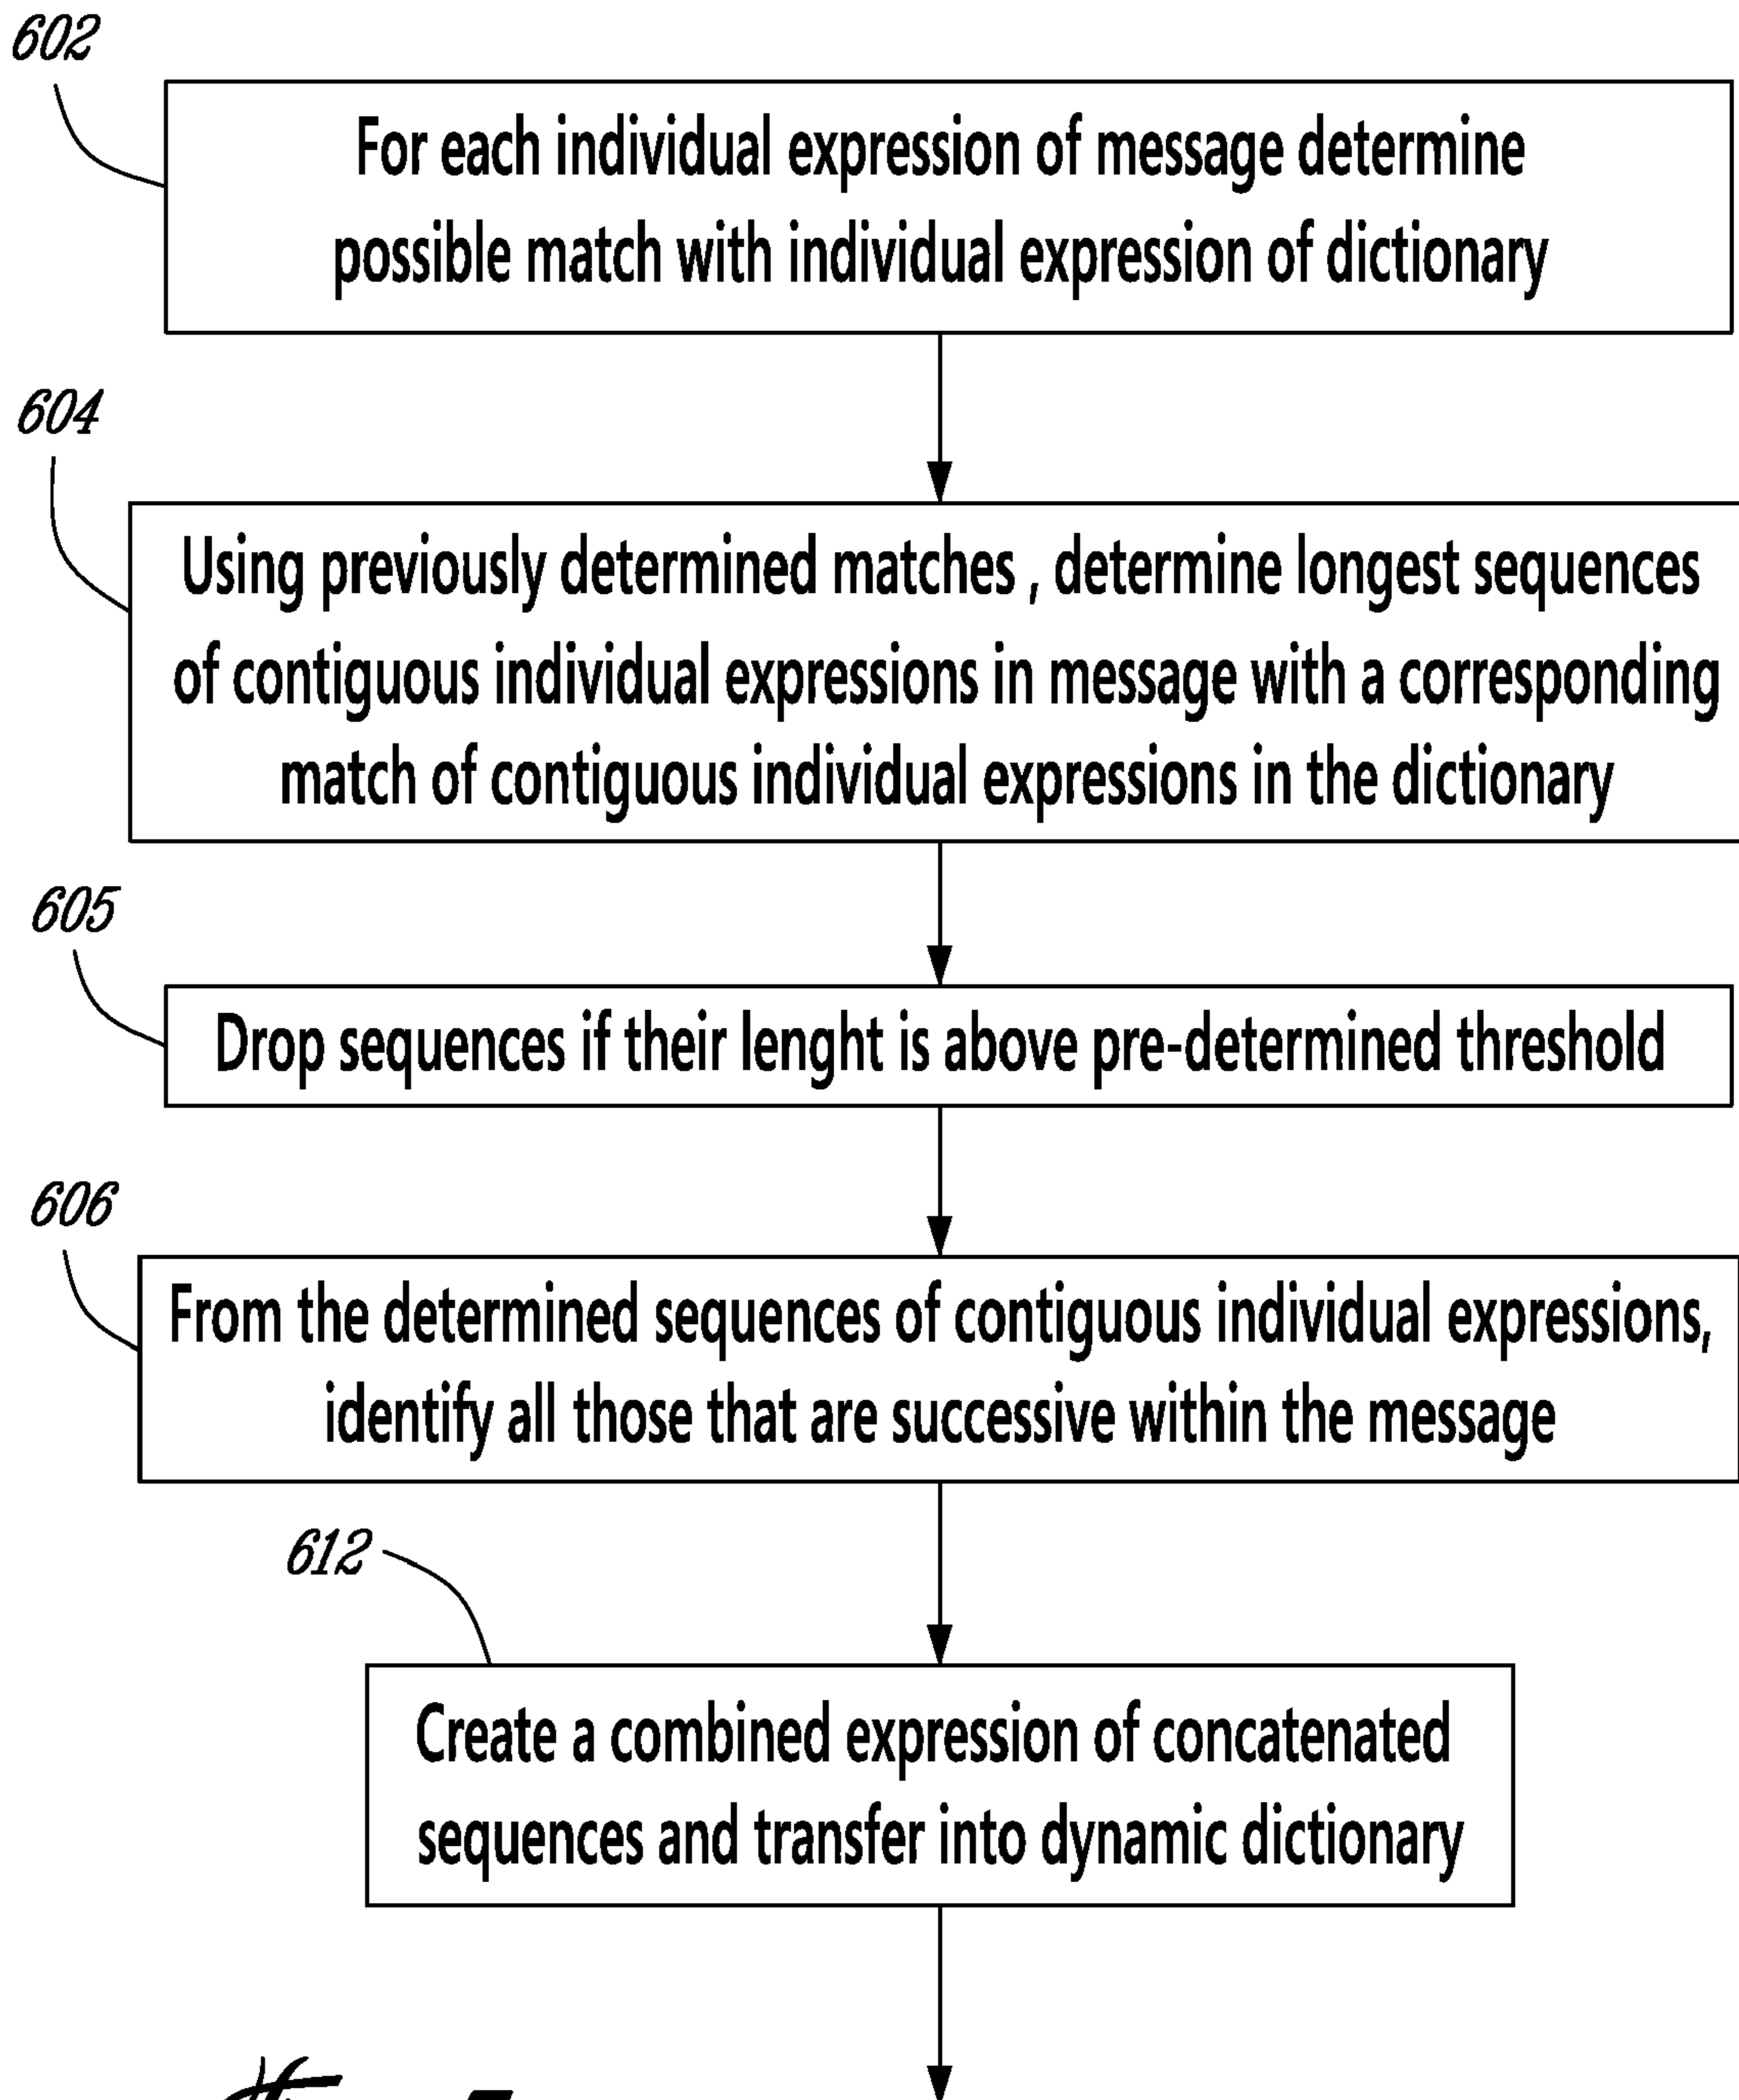 602
For each individual expression of message determine
possible match with individual expression of dictionary
604
Using previously determined matches , determine longest sequences
of contiguous individual expressions in message with a corresponding
match of contiguous individual expressions in the dictionary
605
Drop sequences if their lenght is above pre-determined threshold
606
From the determined sequences of contiguous individual expressions,
identify all those that are successive within the message
612
Create a combined expression of concatenated
sequences and transfer into dynamic dictionary